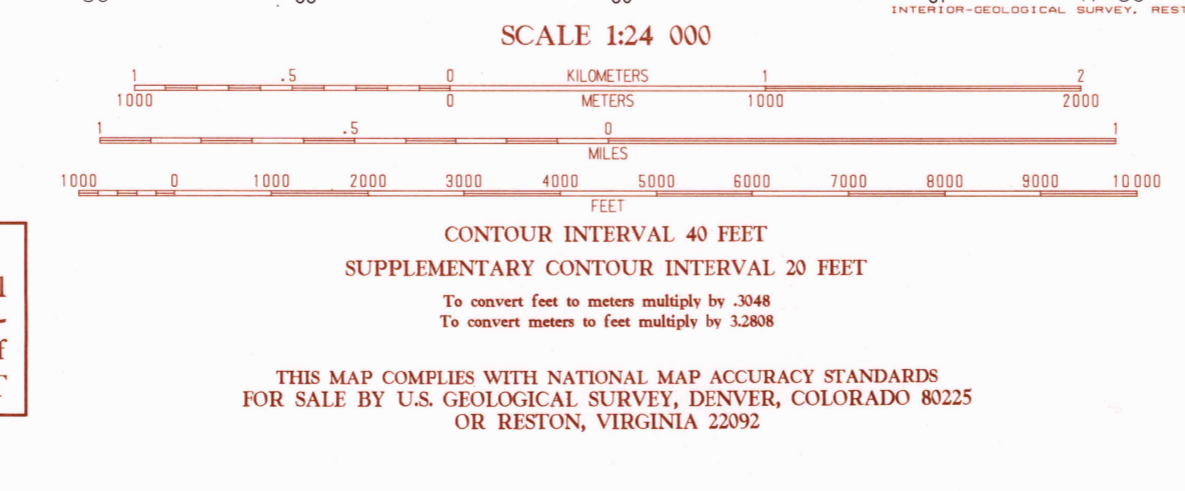 INTERIOR-GEOLOGICAL SURVEY, REST
SCALE 1:24 000
1 .5 0 KILOMETERS 1 2
1000 0 METERS 1000 2000
1 .5 0 1
MILES
1000 0 1000 2000 3000 4000 5000 6000 7000 8000 9000 10 000
FEET
CONTOUR INTERVAL 40 FEET
SUPPLEMENTARY CONTOUR INTERVAL 20 FEET
To convert feet to meters multiply by .3048
To convert meters to feet multiply by 3.2808
THIS MAP COMPLIES WITH NATIONAL MAP ACCURACY STANDARDS
FOR SALE BY U.S. GEOLOGICAL SURVEY, DENVER, COLORADO 80225
OR RESTON, VIRGINIA 22092